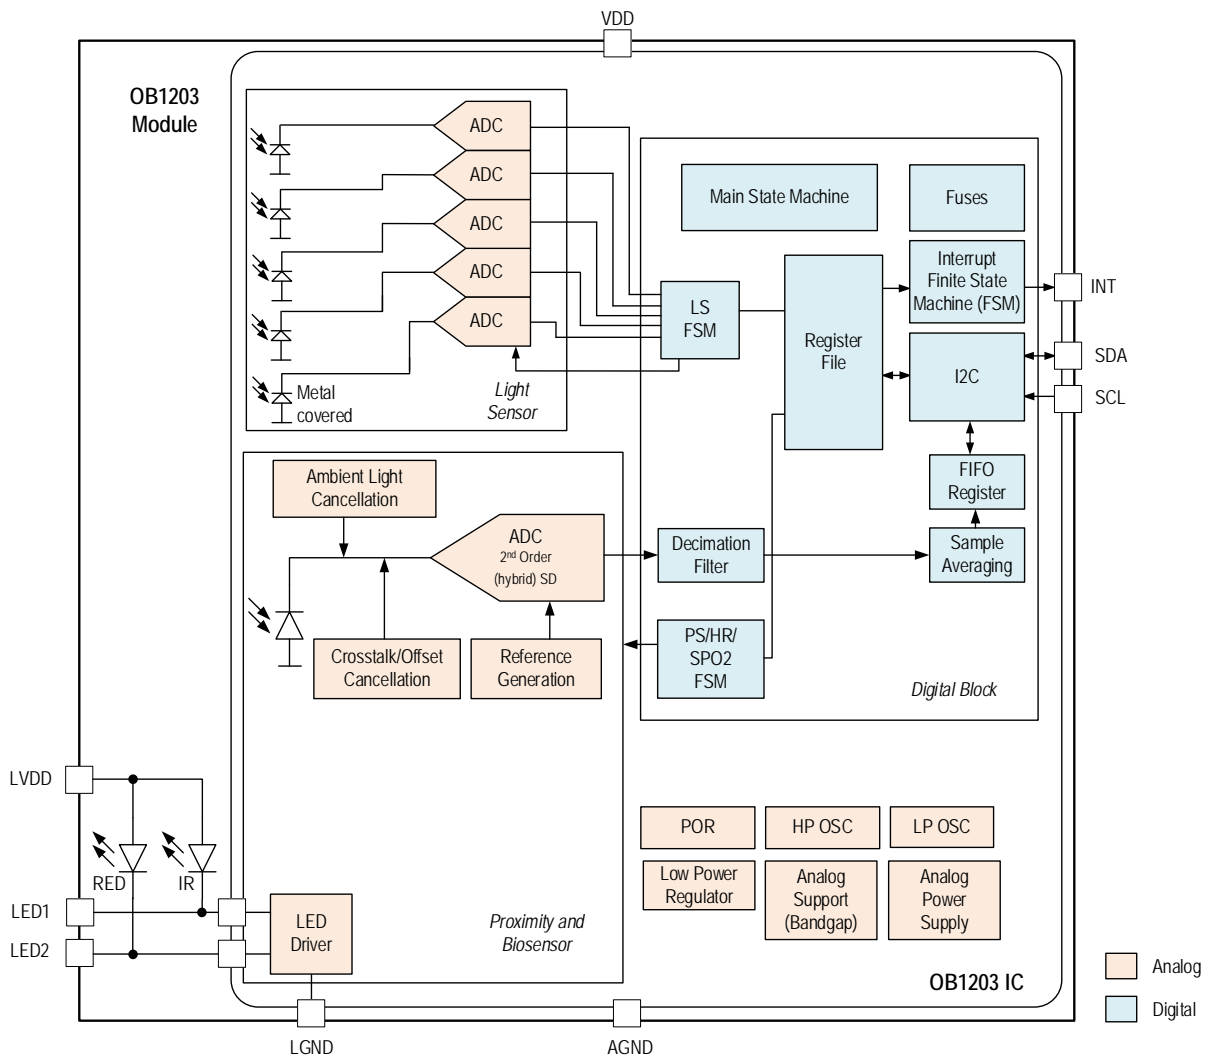 VDD
OB1203
Module
ADC
ADC
ADC
ADC
ADC
Metal
covered
Light
Sensor
Main State Machine
Fuses
Interrupt
Finite State
Machine (FSM)
INT
LS
FSM
Register
File
I2C
SDA
SCL
FIFO
Register
Ambient Light
Cancellation
ADC
2nd Order
(hybrid) SD
Decimation
Filter
Sample
Averaging
Crosstalk/Offset
Cancellation
Reference
Generation
PS/HR/
SPO2
FSM
Digital Block
LVDD
RED
IR
LED1
LED2
LED
Driver
Proximity and
Biosensor
POR
HP OSC
LP OSC
Low Power
Regulator
Analog
Support
(Bandgap)
Analog
Power
Supply
OB1203 IC
Analog
Digital
LGND
AGND